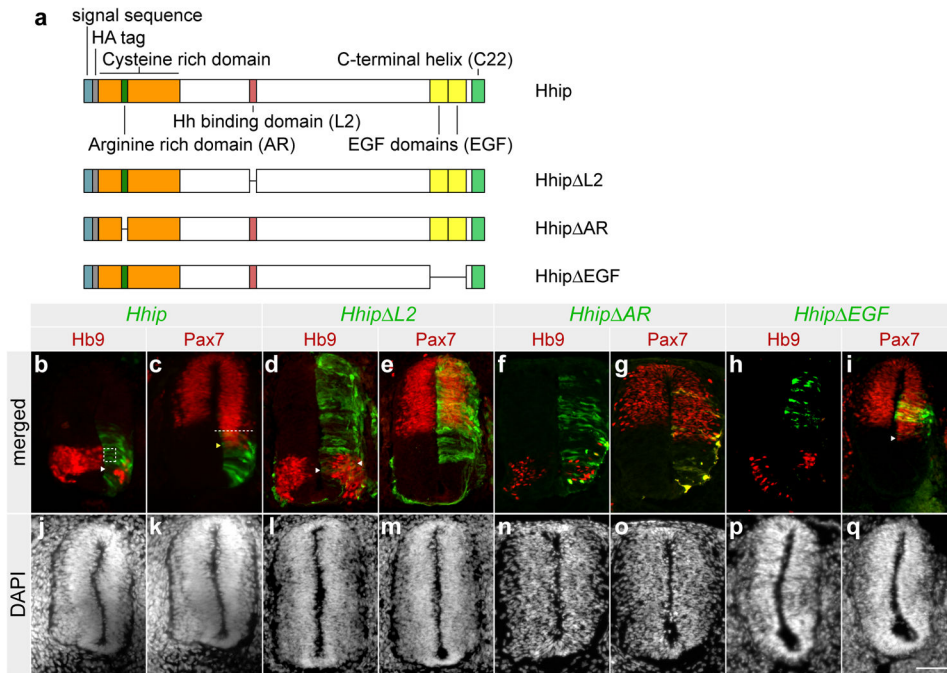 a
signal sequence
HA tag
Cysteine rich domain
C-terminal helix (C22)
Hhip
Hh binding domain (L2)
Arginine rich domain (AR)
EGF domains (EGF)
HhipΔL2
HhipΔAR
HhipΔEGF
Hhip
HhipΔL2
HhipΔAR
HhipΔEGF
Hb9
Pax7
Hb9
Pax7
Hb9
Pax7
Hb9
Pax7
merged
b
c
d
e
f
g
h
i
DAPI
j
k
l
m
n
o
p
q